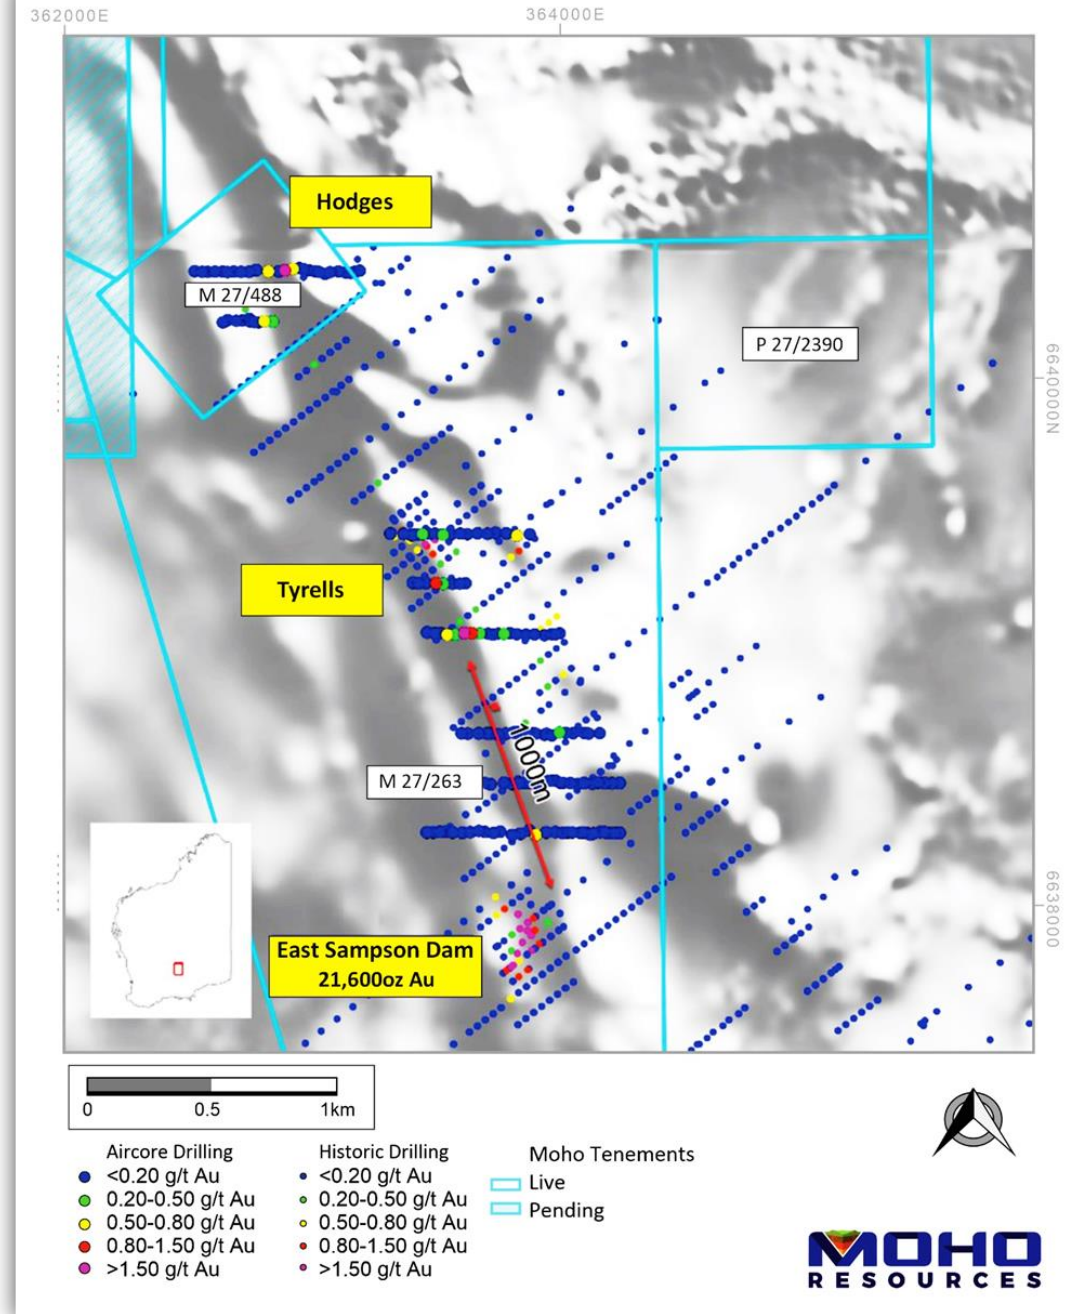 362000E
364000E
Hodges
M 27/488
P 27/2390
6640000N
Tyrells
1000m
M 27/263
6638000
East Sampson Dam
21,600oz Au
0
0.5
1km
Aircore Drilling
<0.20 g/t Au
0.20-0.50 g/t Au
0.50-0.80 g/t Au
0.80-1.50 g/t Au
>1.50 g/t Au
Historic Drilling
<0.20 g/t Au
0.20-0.50 g/t Au
0.50-0.80 g/t Au
0.80-1.50 g/t Au
>1.50 g/t Au
Moho Tenements
Live
Pending
MOHO
RESOURCES